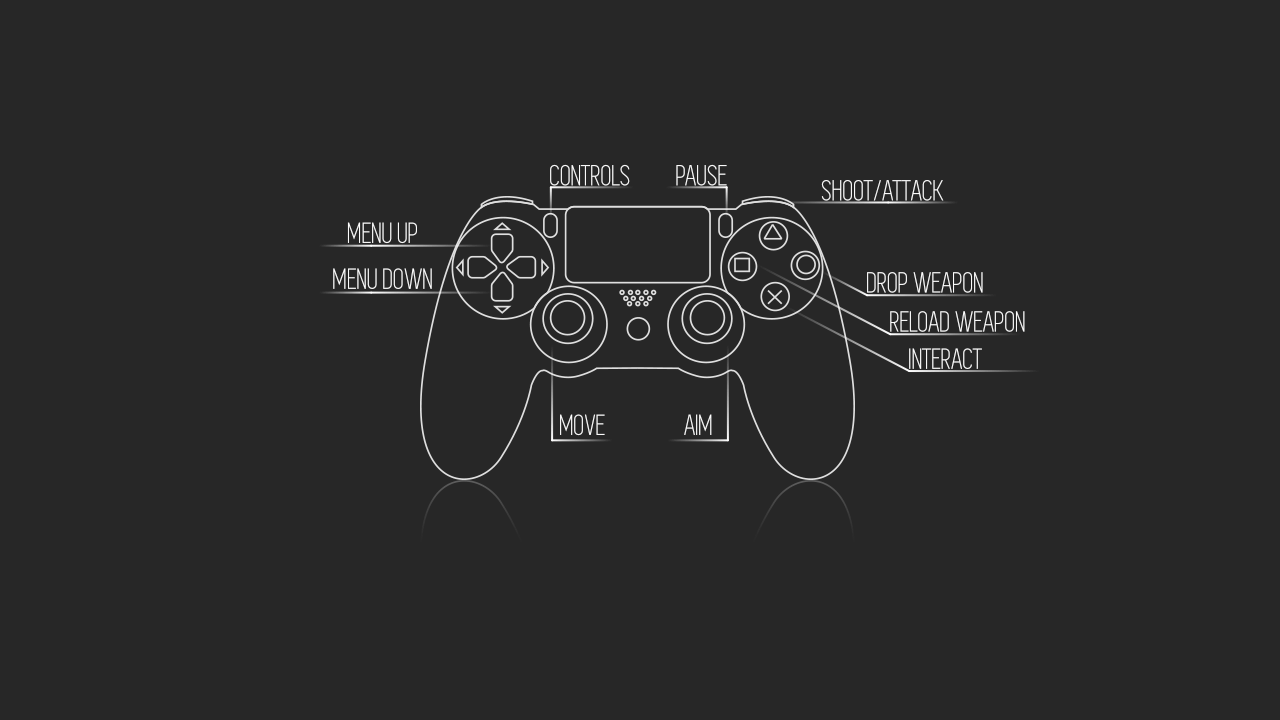 CONTROLS
PAUSE
SHOOT/ATTACK
MENU UP
MENU DOWN
DROP WEAPON
RELOAD WEAPON
INTERACT
MOVE
AIM